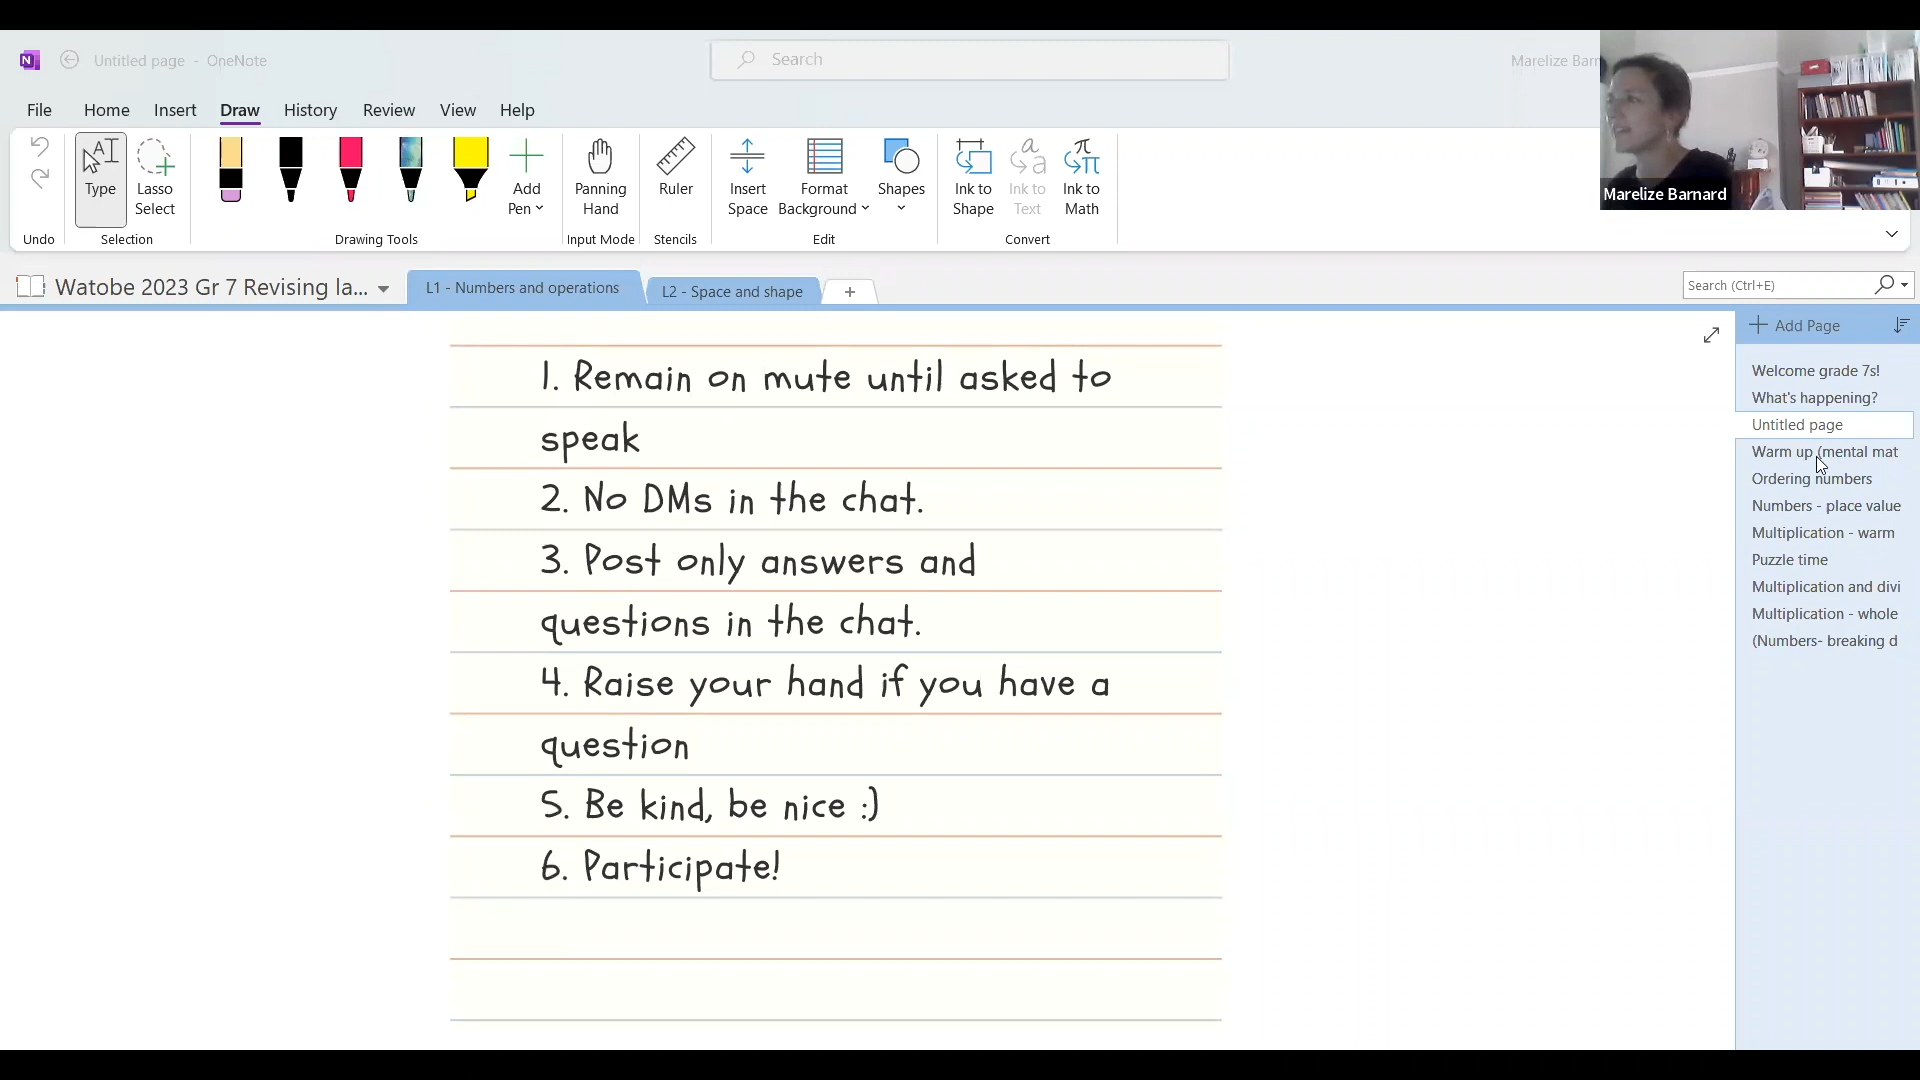 Untitled page - OneNote
Search
Marelize Barn
File Home Insert Draw History Review View Help
Type
Lasso Select
Add Pen
Panning Hand
Ruler
Insert Space
Format Background
Shapes
Ink to Shape
Ink to Text
Ink to Math
Undo
Selection
Drawing Tools
Input Mode
Stencils
Edit
Convert
Marelize Barnard
Watobe 2023 Gr 7 Revising la...
L1 - Numbers and operations
L2 - Space and shape
Search (Ctrl+E)
1. Remain on mute until asked to
speak
2. No DMs in the chat.
3. Post only answers and
questions in the chat.
4. Raise your hand if you have a
question
5. Be kind, be nice :)
6. Participate!
Add Page
Welcome grade 7s!
What's happening?
Untitled page
Warm up (mental mat
Ordering numbers
Numbers - place value
Multiplication - warm
Puzzle time
Multiplication and divi
Multiplication - whole
(Numbers- breaking d